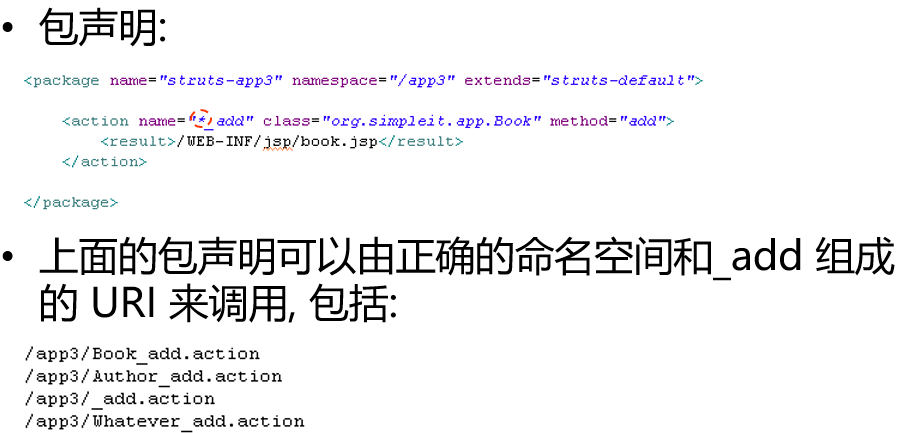 • 包声明:
<package name="struts-app3" namespace="/app3" extends="struts-default">
<action name="*_add" class="org.simpleit.app.Book" method="add">
<result>/WEB-INF/jsp/book.jsp</result>
</action>
</package>
• 上面的包声明可以由正确的命名空间和_add 组成
的 URI 来调用, 包括:
/app3/Book_add.action
/app3/Author_add.action
/app3/_add.action
/app3/Whatever_add.action